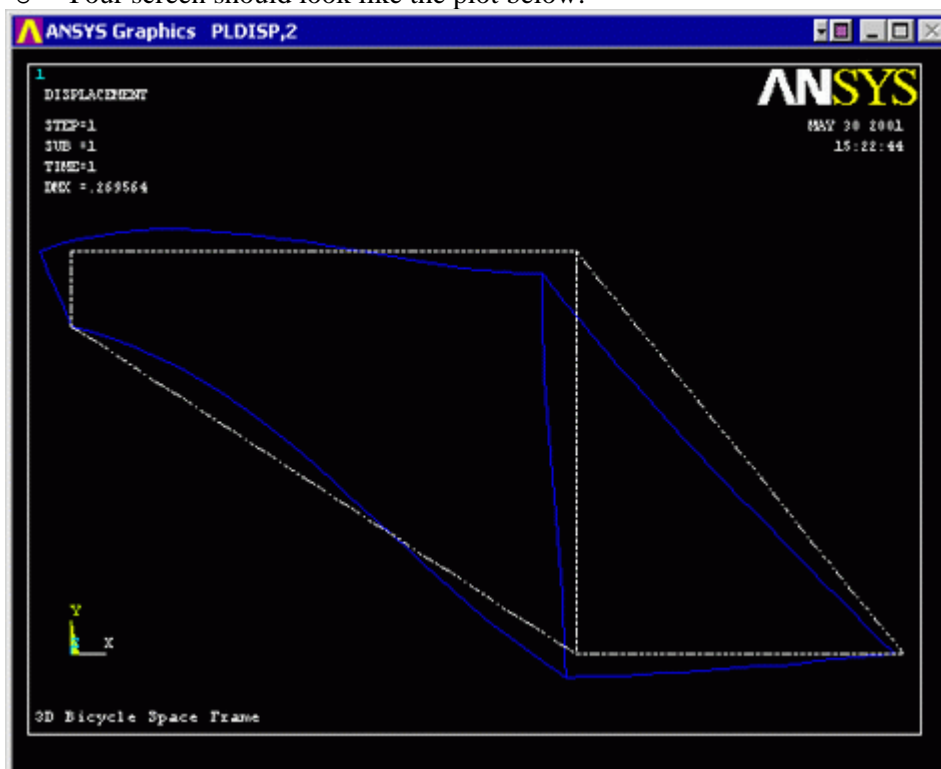 Your screen should look like the plot below:
ANSYS Graphics PLDISP,2
1
DISPLACEMENT
STEP=1
SUB =1
TIME=1
DMX =.269564
ANSYS
MAY 30 2001
15:22:44
Y
X
3D Bicycle Space Frame